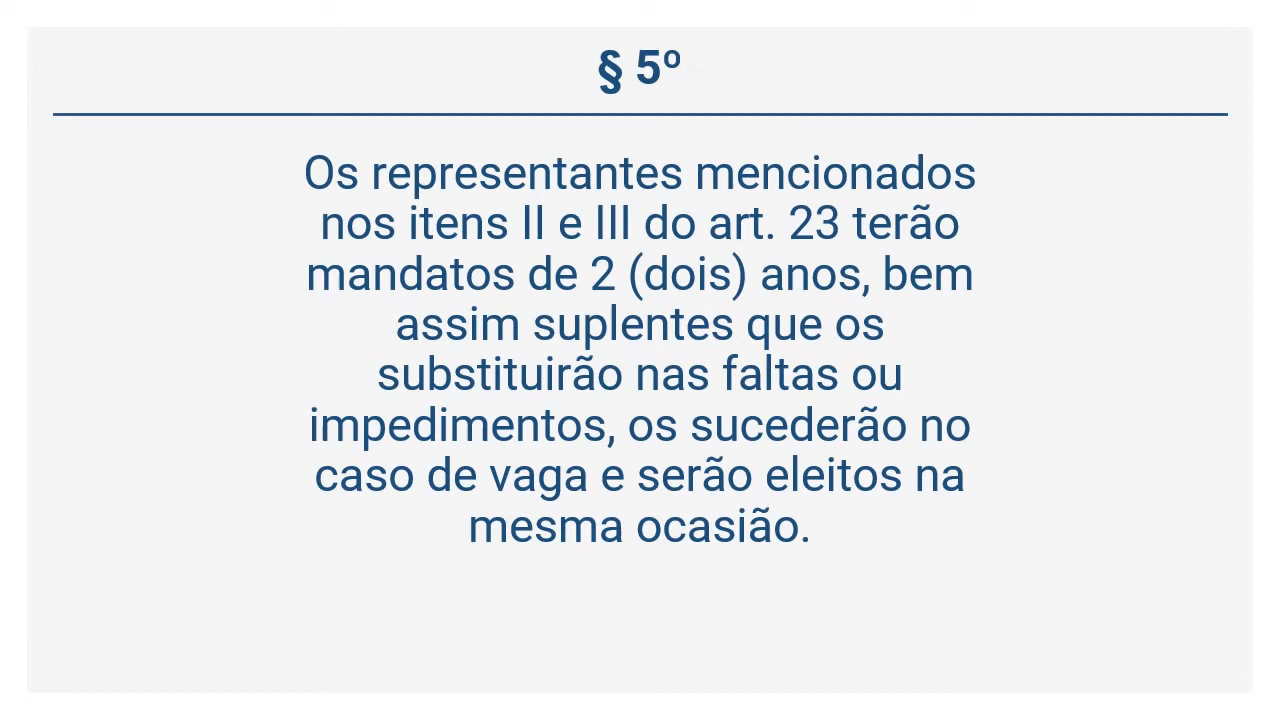 § 5º
Os representantes mencionados
nos itens II e III do art. 23 terão
mandatos de 2 (dois) anos, bem
assim suplentes que os
substituirão nas faltas ou
impedimentos, os sucederão no
caso de vaga e serão eleitos na
mesma ocasião.